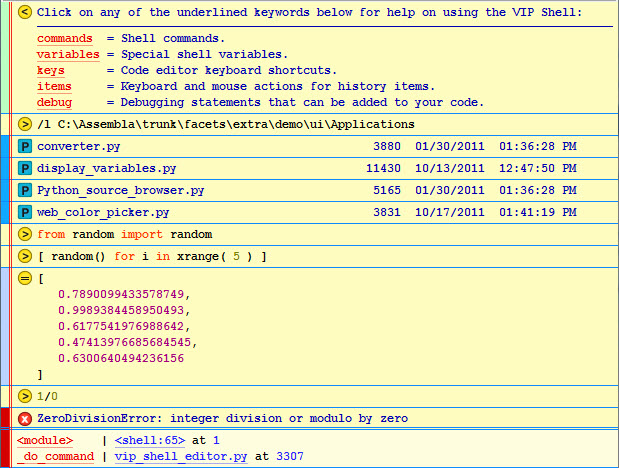 < Click on any of the underlined keywords below for help on using the VIP Shell:
commands = Shell commands.
variables = Special shell variables.
keys = Code editor keyboard shortcuts.
items = Keyboard and mouse actions for history items.
debug = Debugging statements that can be added to your code.
> /l C:\Assembla\trunk\facets\extra\demo\ui\Applications
P converter.py 3880 01/30/2011 01:36:28 PM
P display_variables.py 11430 10/13/2011 12:47:50 PM
P Python_source_browser.py 5165 01/30/2011 01:36:28 PM
P web_color_picker.py 3831 10/17/2011 01:41:19 PM
> from random import random
> [ random() for i in xrange( 5 ) ]
= [
0.7890099433578749,
0.9989384458950493,
0.6177541976988642,
0.47413976685684545,
0.6300640494236156
]
> 1/0
x ZeroDivisionError: integer division or modulo by zero
<module> | <shell:65> at 1
_do_command | vip_shell_editor.py at 3307